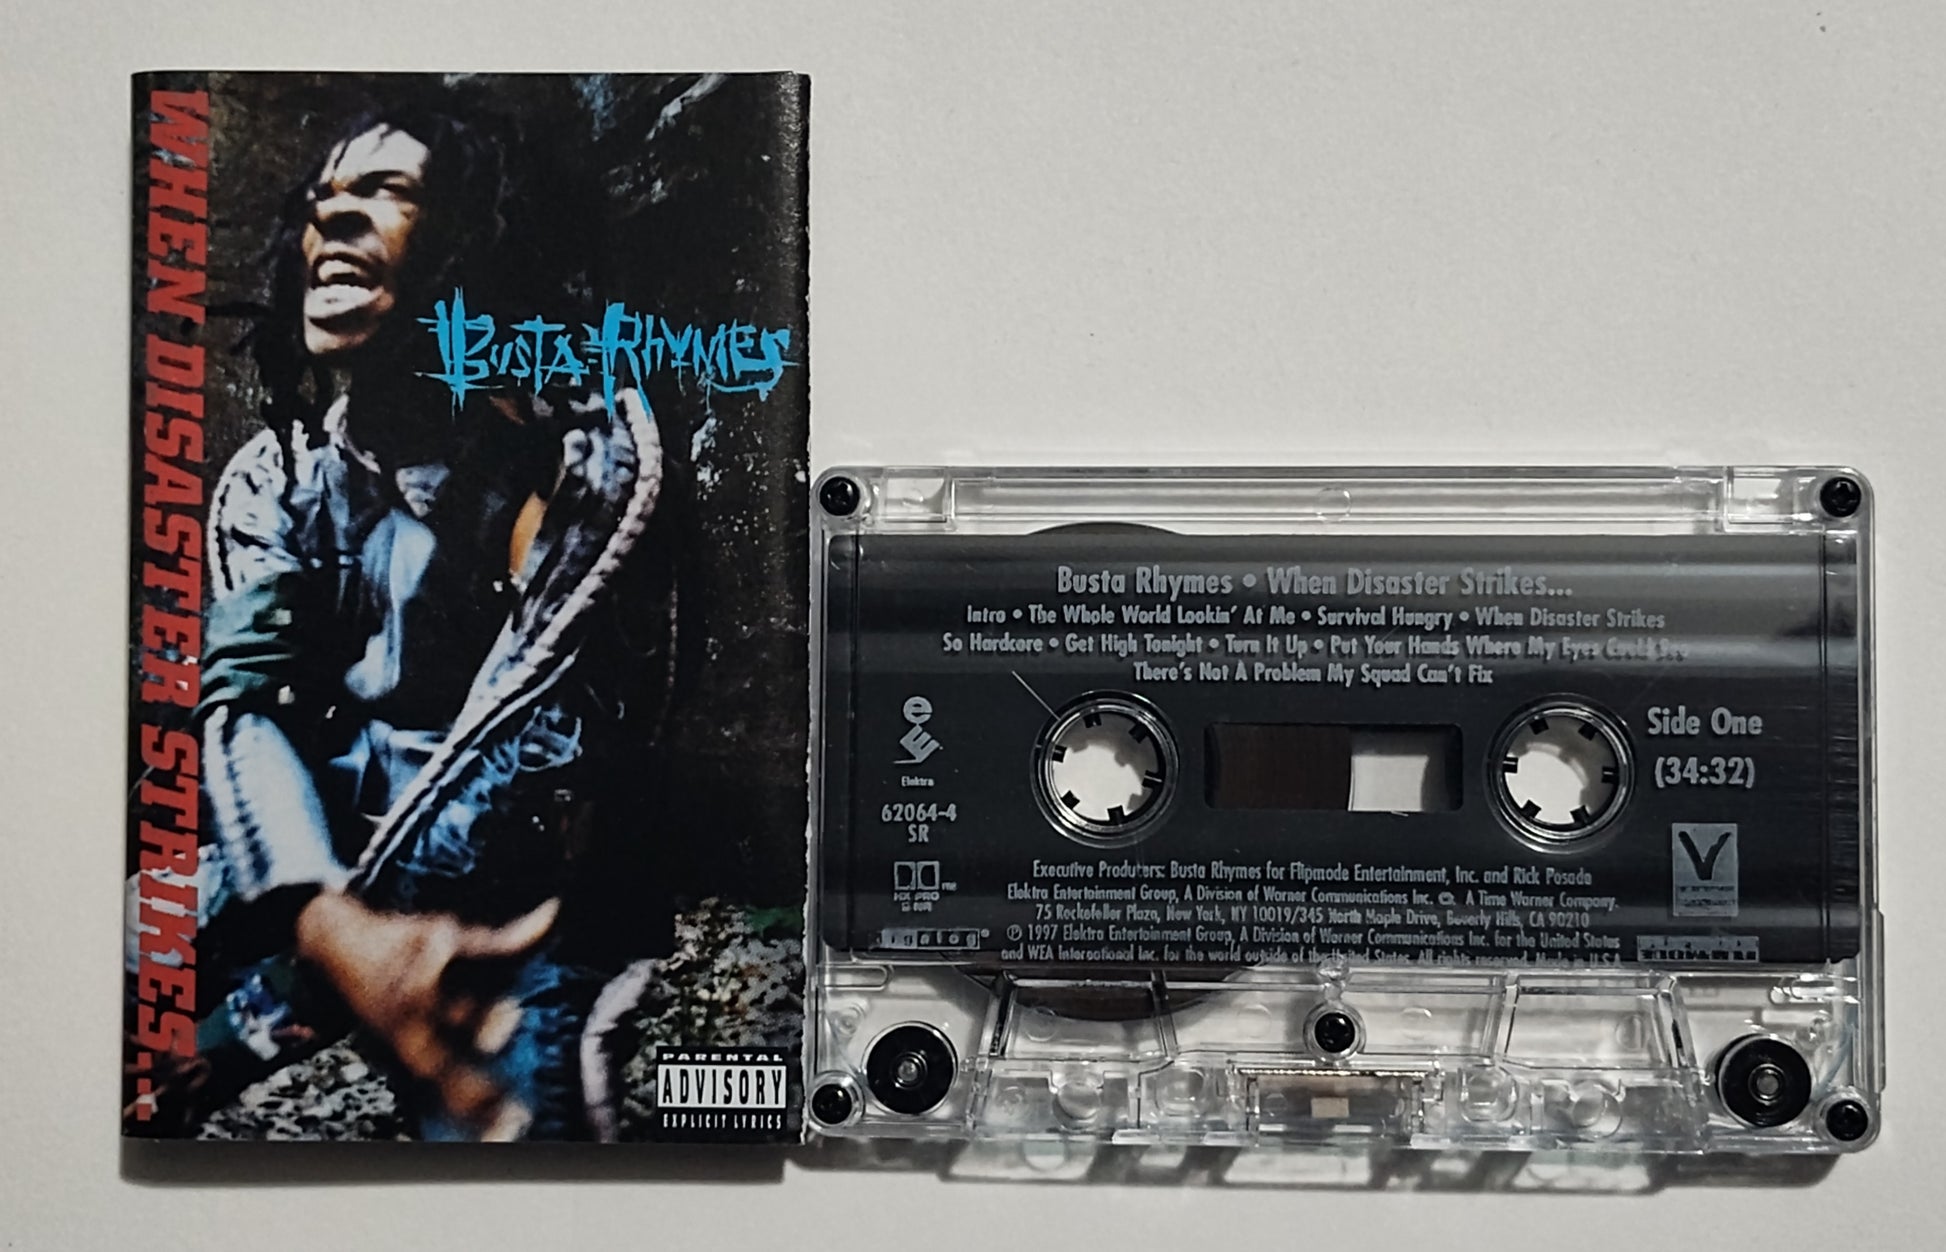 WHEN DISASTER STRIKES...
BUSTA RHYMES
PARENTAL
ADVISORY
EXPLICIT LYRICS
Busta Rhymes • When Disaster Strikes...
Intro • The Whole World Lookin' At Me • Survival Hungry • When Disaster Strikes
So Hardcore • Get High Tonight • Turn It Up • Put Your Hands Where My Eyes Could See
There's Not A Problem My Squad Can't Fix
Side One
(34:32)
Elektra
62064-4
SR
HX PRO
B NR
Executive Producers: Busta Rhymes for Flipmode Entertainment, Inc. and Rick Posada
Elektra Entertainment Group, A Division of Warner Communications Inc. A Time Warner Company.
75 Rockefeller Plaza, New York, NY 10019/345 North Maple Drive, Beverly Hills, CA 90210
℗ 1997 Elektra Entertainment Group, A Division of Warner Communications Inc. for the United States
and WEA International Inc. for the world outside of the United States. All rights reserved. Made in U.S.A.
digalog®